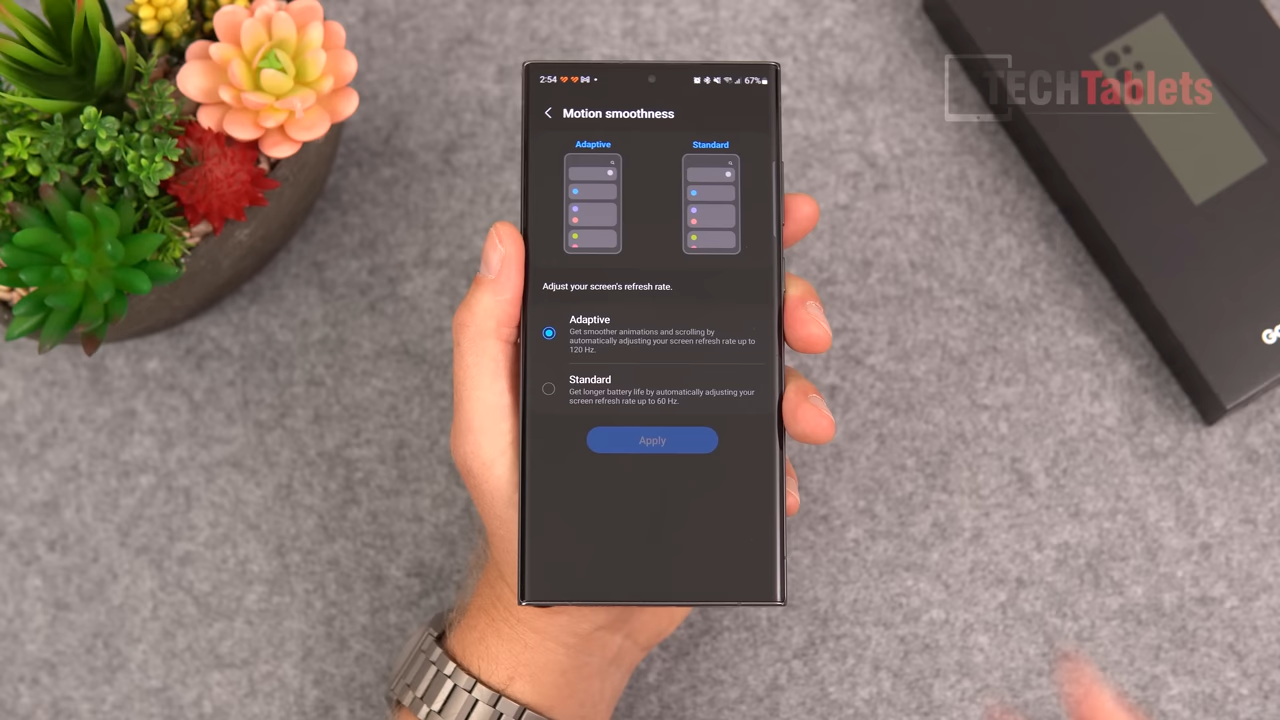 2:54
67%
TECHTablets
Motion smoothness
Adaptive
Standard
Adjust your screen's refresh rate.
Adaptive
Get smoother animations and scrolling by
automatically adjusting your screen refresh rate up to
120 Hz.
Standard
Get longer battery life by automatically adjusting your
screen refresh rate up to 60 Hz.
Apply